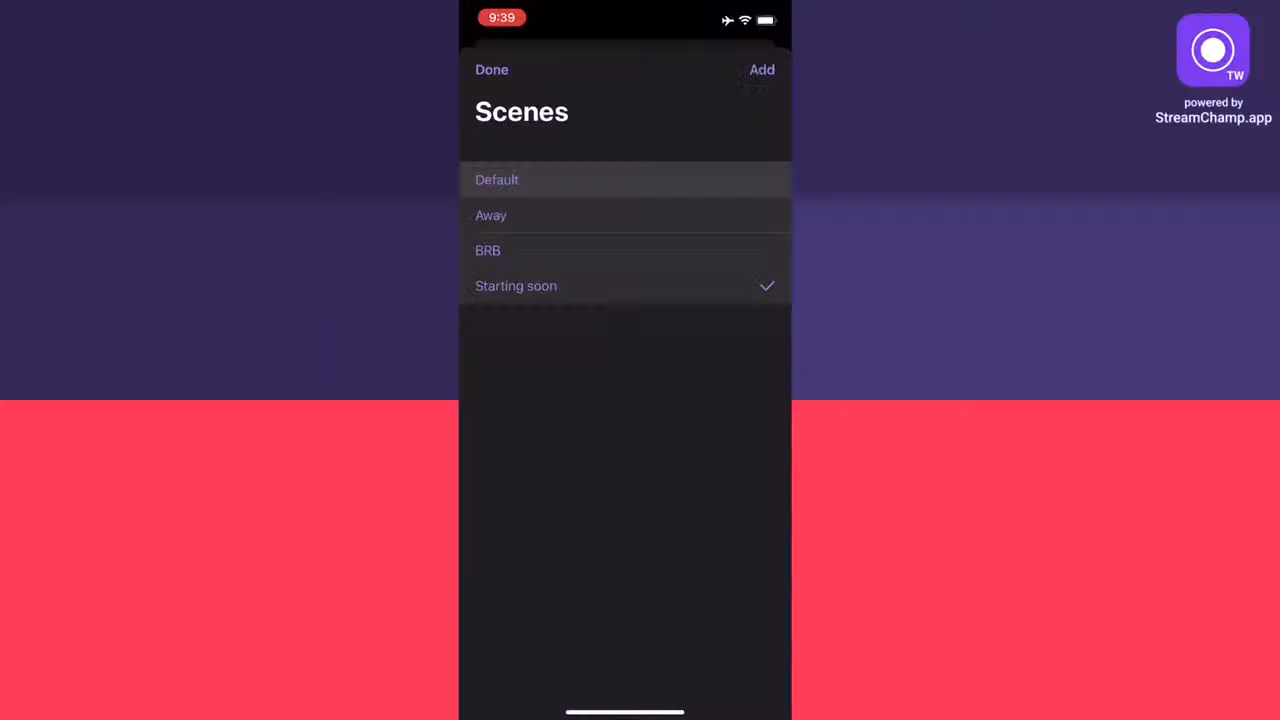 9:39
Done
Add
Scenes
Default
Away
BRB
Starting soon
TW
powered by
StreamChamp.app